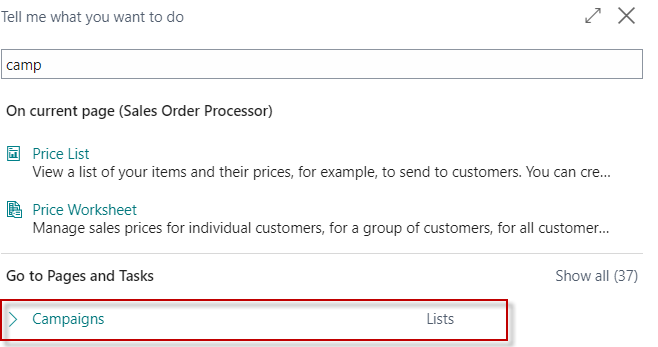 Tell me what you want to do
camp
On current page (Sales Order Processor)
Price List
View a list of your items and their prices, for example, to send to customers. You can cre...
Price Worksheet
Manage sales prices for individual customers, for a group of customers, for all customer...
Go to Pages and Tasks Show all (37)
Campaigns Lists